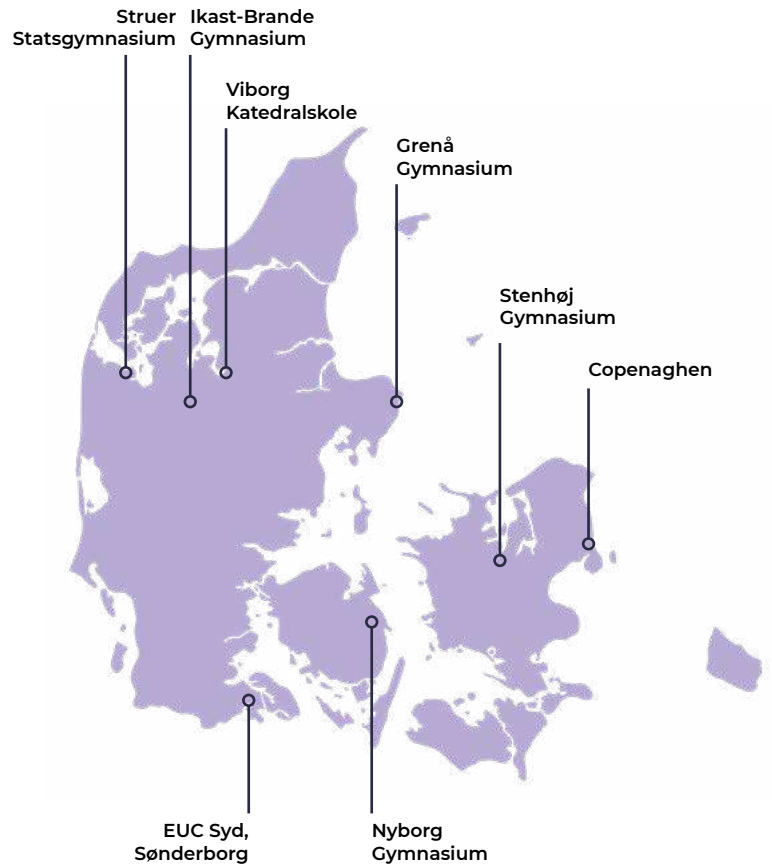 Struer
Statsgymnasium
Ikast-Brande
Gymnasium
Viborg
Katedralskole
Grenå
Gymnasium
Stenhøj
Gymnasium
Copenaghen
EUC Syd,
Sønderborg
Nyborg
Gymnasium